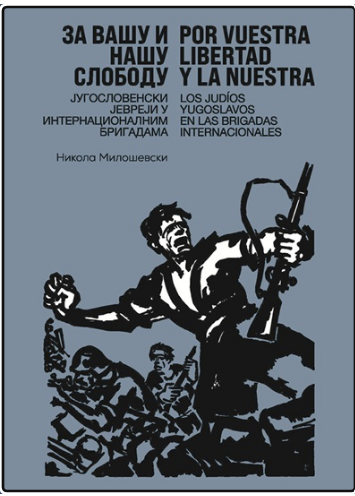 ЗА ВАШУ И
НАШУ
СЛОБОДУ
ЈУГОСЛОВЕНСКИ
ЈЕВРЕЈИ У
ИНТЕРНАЦИОНАЛНИМ
БРИГАДАМА
Никола Милошевски
POR VUESTRA
LIBERTAD
Y LA NUESTRA
LOS JUDÍOS
YUGOSLAVOS
EN LAS BRIGADAS
INTERNACIONALES